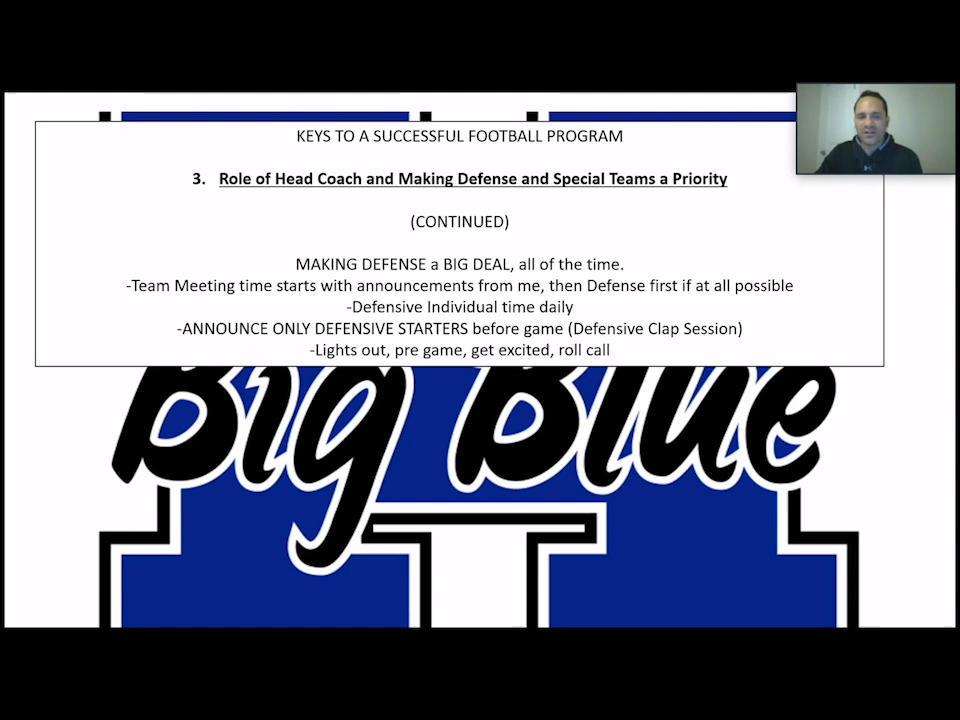 KEYS TO A SUCCESSFUL FOOTBALL PROGRAM
3. Role of Head Coach and Making Defense and Special Teams a Priority
(CONTINUED)
MAKING DEFENSE a BIG DEAL, all of the time.
-Team Meeting time starts with announcements from me, then Defense first if at all possible
-Defensive Individual time daily
-ANNOUNCE ONLY DEFENSIVE STARTERS before game (Defensive Clap Session)
-Lights out, pre game, get excited, roll call
Big Blue